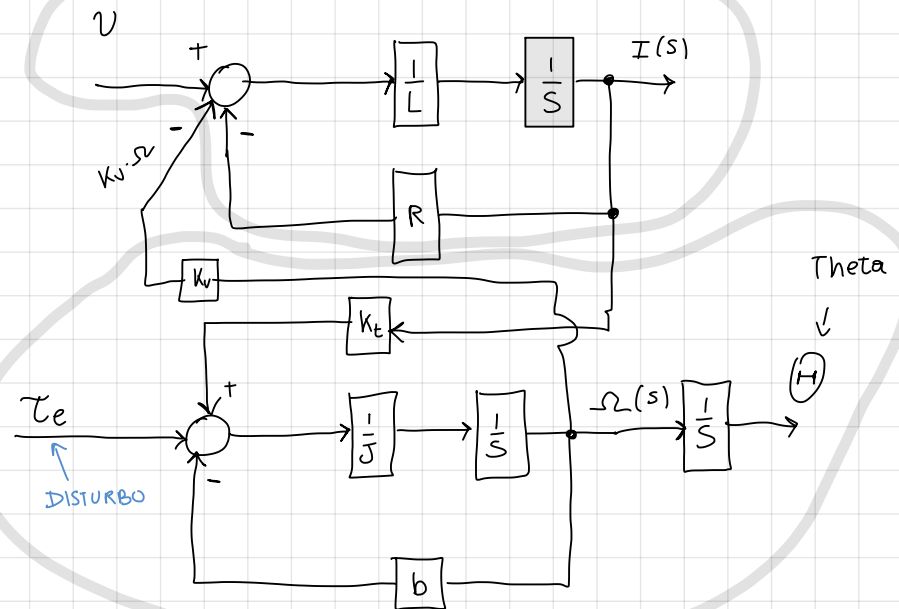 U
+
1/L
1/S
I(S)
-
-
Kv·Ω
R
Kv
Kt
Theta
Θ
+
τe
1/J
1/S
Ω(s)
1/S
-
DISTURBO
b